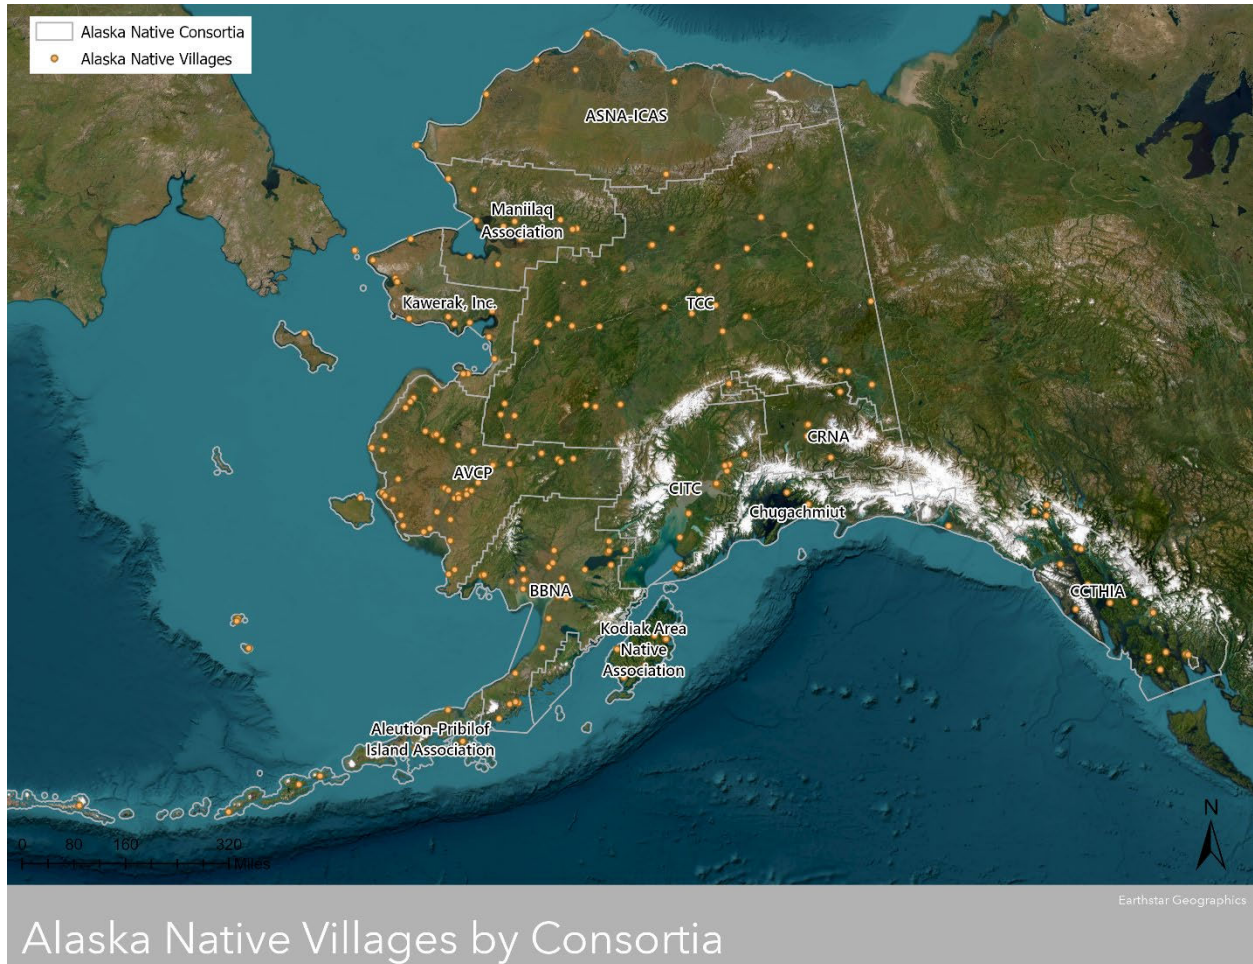 Alaska Native Consortia
Alaska Native Villages
ASNA-ICAS
Maniilaq
Association
Kawerak, Inc.
TCC
CRNA
AVCP
CITC
Chugachmiut
BBNA
CCTHIA
Kodiak Area
Native
Association
Aleution-Pribilof
Island Association
N
0 80 160 320
Miles
Earthstar Geographics
Alaska Native Villages by Consortia